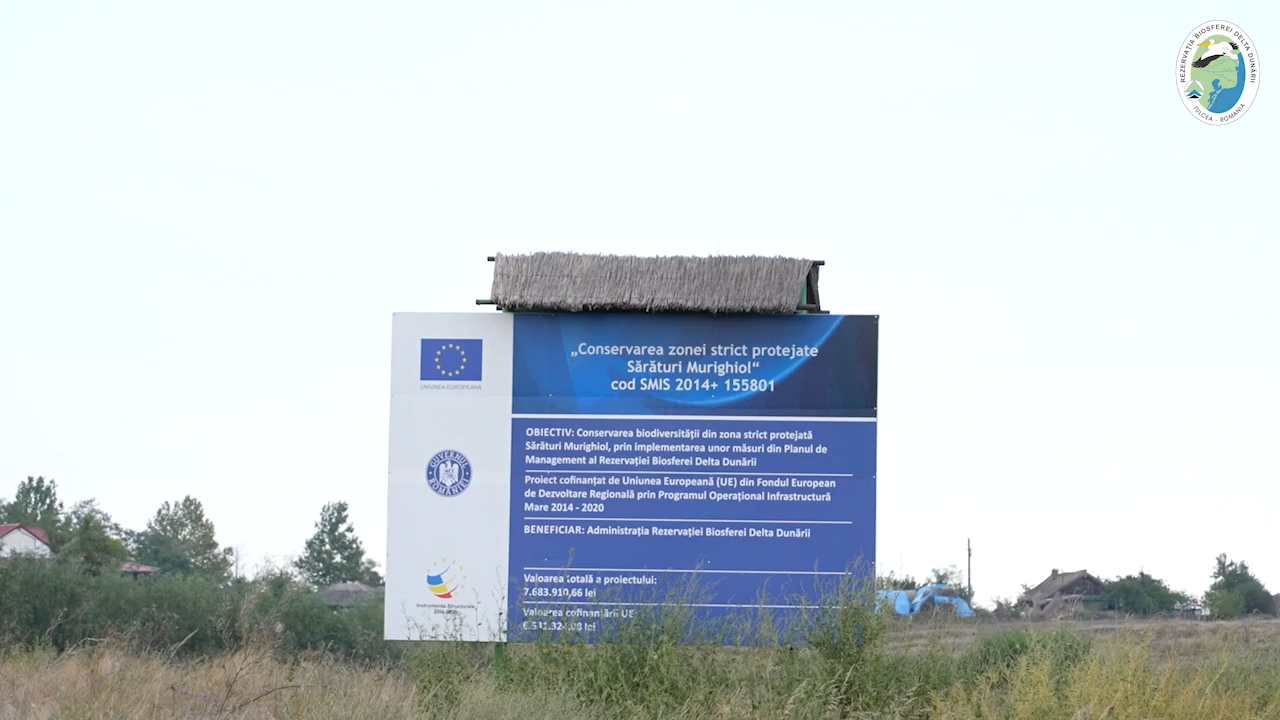 REZERVAȚIA BIOSFEREI DELTA DUNĂRII
TULCEA - ROMANIA
UNIUNEA EUROPEANĂ
GUVERNUL ROMÂNIEI
Instrumente Structurale
2014-2020
„Conservarea zonei strict protejate
Sărături Murighiol“
cod SMIS 2014+ 155801
OBIECTIV: Conservarea biodiversității din zona strict protejată
Sărături Murighiol, prin implementarea unor măsuri din Planul de
Management al Rezervației Biosferei Delta Dunării
Proiect cofinanțat de Uniunea Europeană (UE) din Fondul European
de Dezvoltare Regională prin Programul Operațional Infrastructură
Mare 2014 - 2020
BENEFICIAR: Administrația Rezervației Biosferei Delta Dunării
Valoarea totală a proiectului:
7.683.910,66 lei
Valoarea cofinanțării UE
lei